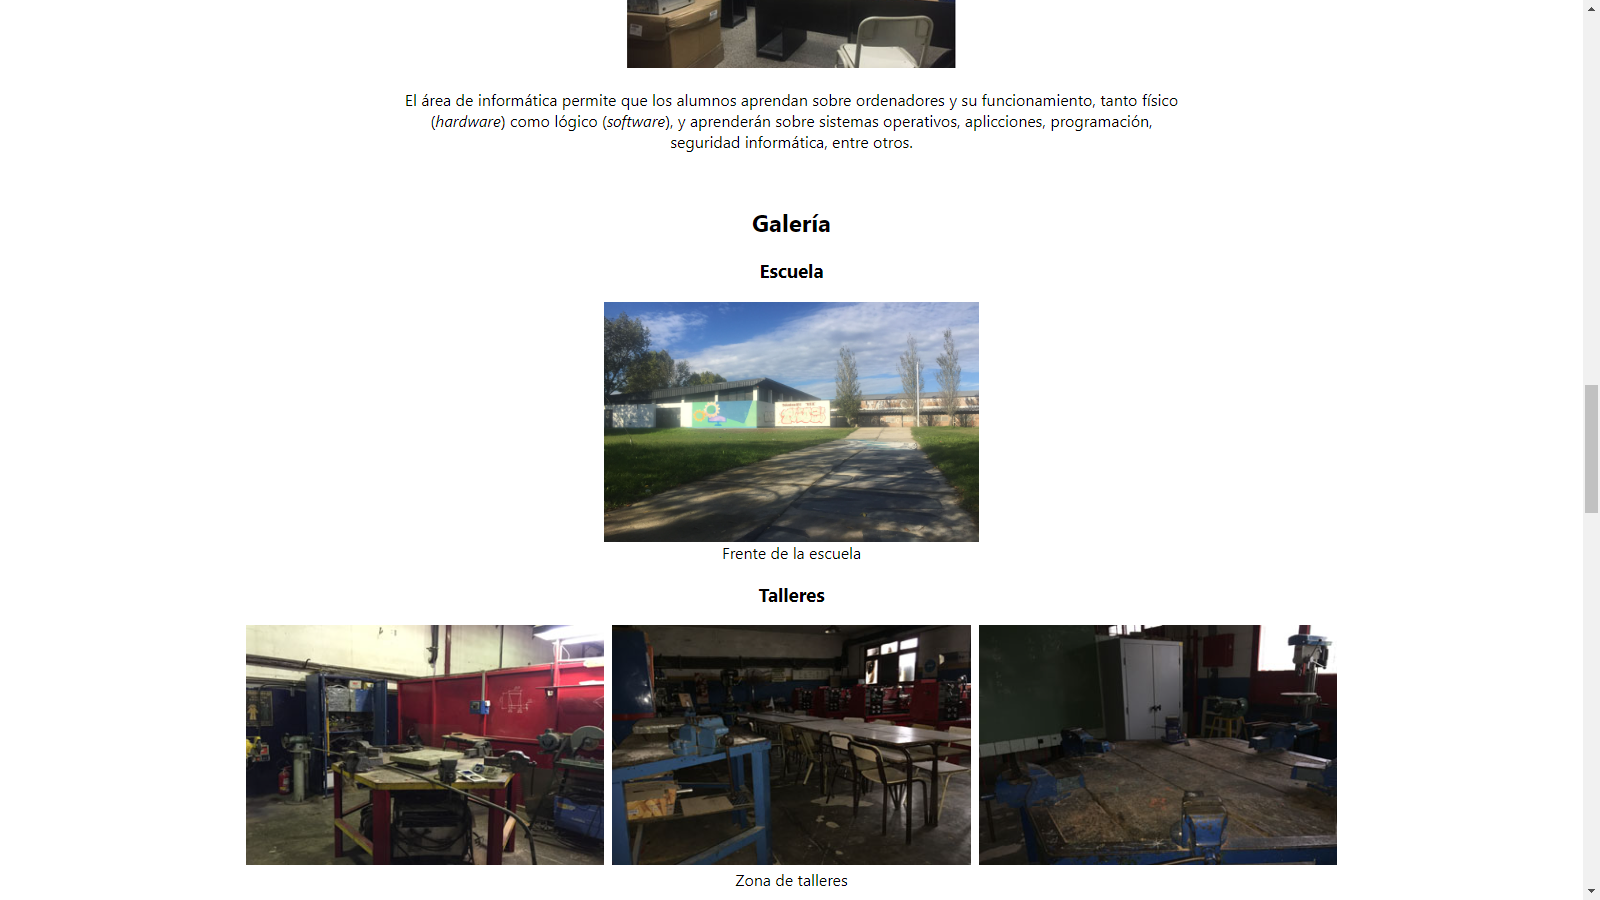 El área de informática permite que los alumnos aprendan sobre ordenadores y su funcionamiento, tanto físico
(hardware) como lógico (software), y aprenderán sobre sistemas operativos, aplicciones, programación,
seguridad informática, entre otros.
Galería
Escuela
Frente de la escuela
Talleres
Zona de talleres